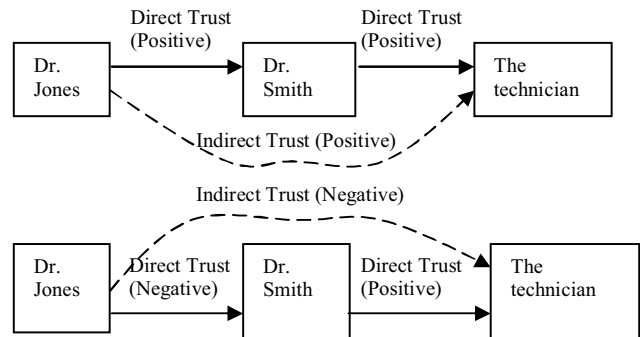 Direct Trust
(Positive)
Direct Trust
(Positive)
Dr.
Jones
Dr.
Smith
The
technician
Indirect Trust (Positive)
Indirect Trust (Negative)
Dr.
Jones
Direct Trust
(Negative)
Dr.
Smith
Direct Trust
(Positive)
The
technician